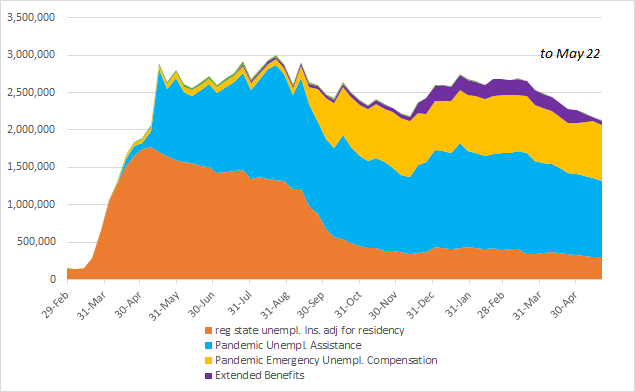 3,500,000
3,000,000
2,500,000
2,000,000
1,500,000
1,000,000
500,000
0
to May 22
29-Feb
31-Mar
30-Apr
31-May
30-Jun
31-Jul
31-Aug
30-Sep
31-Oct
30-Nov
31-Dec
31-Jan
28-Feb
31-Mar
30-Apr
reg state unempl. Ins. adj for residency
Pandemic Unempl. Assistance
Pandemic Emergency Unempl. Compensation
Extended Benefits